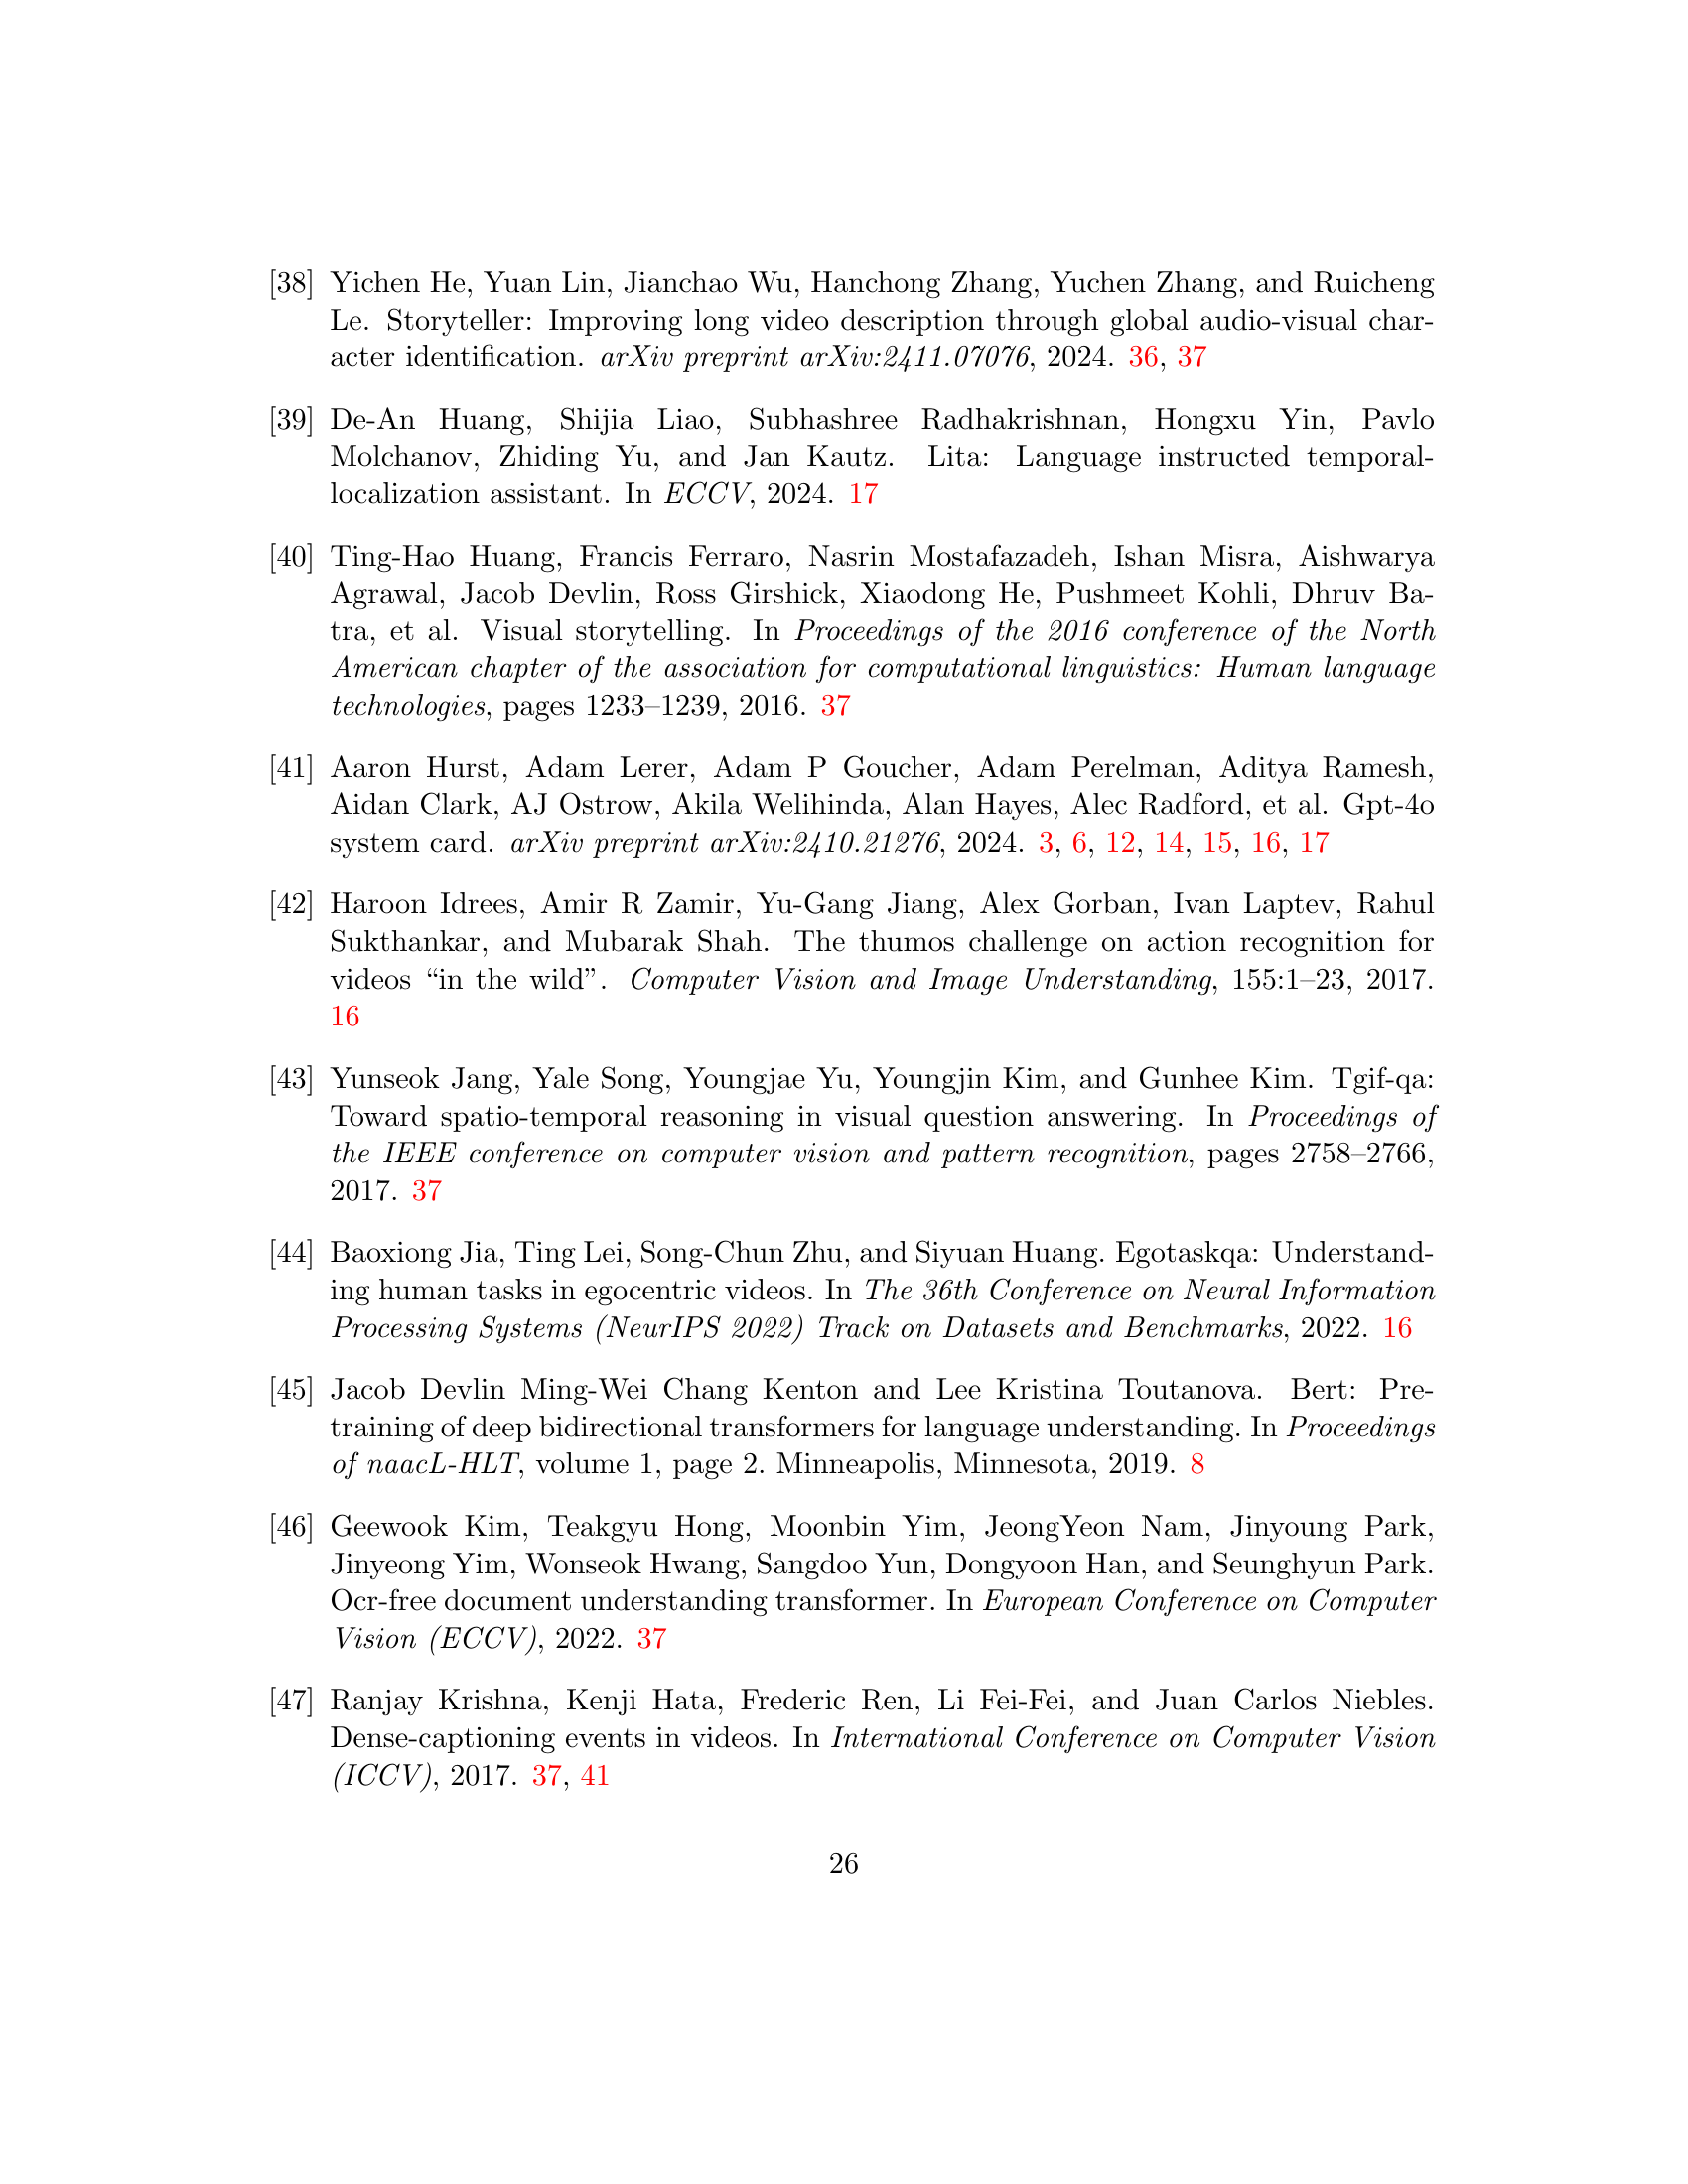 [38] Yichen He, Yuan Lin, Jianchao Wu, Hanchong Zhang, Yuchen Zhang, and Ruicheng
Le. Storyteller: Improving long video description through global audio-visual char-
acter identification. arXiv preprint arXiv:2411.07076, 2024. 36, 37
[39] De-An Huang, Shijia Liao, Subhashree Radhakrishnan, Hongxu Yin, Pavlo
Molchanov, Zhiding Yu, and Jan Kautz. Lita: Language instructed temporal-
localization assistant. In ECCV, 2024. 17
[40] Ting-Hao Huang, Francis Ferraro, Nasrin Mostafazadeh, Ishan Misra, Aishwarya
Agrawal, Jacob Devlin, Ross Girshick, Xiaodong He, Pushmeet Kohli, Dhruv Ba-
tra, et al. Visual storytelling. In Proceedings of the 2016 conference of the North
American chapter of the association for computational linguistics: Human language
technologies, pages 1233–1239, 2016. 37
[41] Aaron Hurst, Adam Lerer, Adam P Goucher, Adam Perelman, Aditya Ramesh,
Aidan Clark, AJ Ostrow, Akila Welihinda, Alan Hayes, Alec Radford, et al. Gpt-4o
system card. arXiv preprint arXiv:2410.21276, 2024. 3, 6, 12, 14, 15, 16, 17
[42] Haroon Idrees, Amir R Zamir, Yu-Gang Jiang, Alex Gorban, Ivan Laptev, Rahul
Sukthankar, and Mubarak Shah. The thumos challenge on action recognition for
videos “in the wild”. Computer Vision and Image Understanding, 155:1–23, 2017.
16
[43] Yunseok Jang, Yale Song, Youngjae Yu, Youngjin Kim, and Gunhee Kim. Tgif-qa:
Toward spatio-temporal reasoning in visual question answering. In Proceedings of
the IEEE conference on computer vision and pattern recognition, pages 2758–2766,
2017. 37
[44] Baoxiong Jia, Ting Lei, Song-Chun Zhu, and Siyuan Huang. Egotaskqa: Understand-
ing human tasks in egocentric videos. In The 36th Conference on Neural Information
Processing Systems (NeurIPS 2022) Track on Datasets and Benchmarks, 2022. 16
[45] Jacob Devlin Ming-Wei Chang Kenton and Lee Kristina Toutanova. Bert: Pre-
training of deep bidirectional transformers for language understanding. In Proceedings
of naacL-HLT, volume 1, page 2. Minneapolis, Minnesota, 2019. 8
[46] Geewook Kim, Teakgyu Hong, Moonbin Yim, JeongYeon Nam, Jinyoung Park,
Jinyeong Yim, Wonseok Hwang, Sangdoo Yun, Dongyoon Han, and Seunghyun Park.
Ocr-free document understanding transformer. In European Conference on Computer
Vision (ECCV), 2022. 37
[47] Ranjay Krishna, Kenji Hata, Frederic Ren, Li Fei-Fei, and Juan Carlos Niebles.
Dense-captioning events in videos. In International Conference on Computer Vision
(ICCV), 2017. 37, 41
26